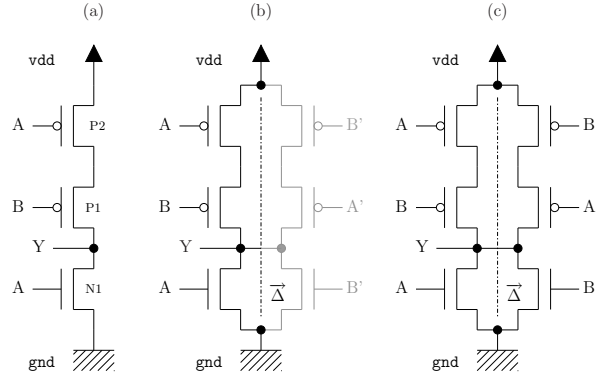 (a) (b) (c)
vdd vdd vdd
A P2 A B' A B
B P1 B A' B A
Y Y Y
A N1 A Δ B' A Δ B
gnd gnd gnd